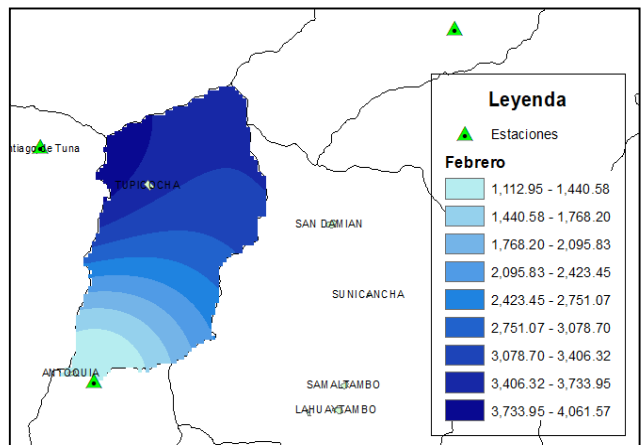 Leyenda
Estaciones
Febrero
1,112.95 - 1,440.58
1,440.58 - 1,768.20
1,768.20 - 2,095.83
2,095.83 - 2,423.45
2,423.45 - 2,751.07
2,751.07 - 3,078.70
3,078.70 - 3,406.32
3,406.32 - 3,733.95
3,733.95 - 4,061.57
ntiago de Tuna
TUPICOCHA
SAN DAMIAN
SUNICANCHA
ANTIOQUIA
SAMALTAMBO
LAHUAYTAMBO